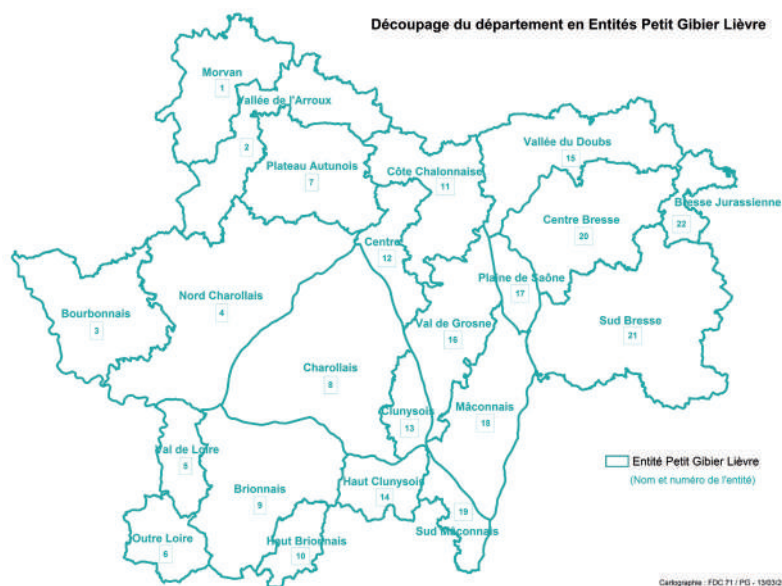 Découpage du département en Entités Petit Gibier Lièvre
Morvan
1
Vallée de l'Arroux
2
Plateau Autunois
7
Côte Chalonnaise
11
Vallée du Doubs
15
Bresse Jurassienne
22
Centre Bresse
20
Centre
12
Plaine de Saône
17
Bourbonnais
3
Nord Charollais
4
Val de Grosne
16
Sud Bresse
21
Charollais
8
Clunysois
13
Mâconnais
18
Val de Loire
5
Brionnais
9
Haut Clunysois
14
19
Sud Mâconnais
Outre Loire
6
Haut Brionnais
10
Entité Petit Gibier Lièvre
(Nom et numéro de l'entité)
Cartographie : FDC 71 / PG -